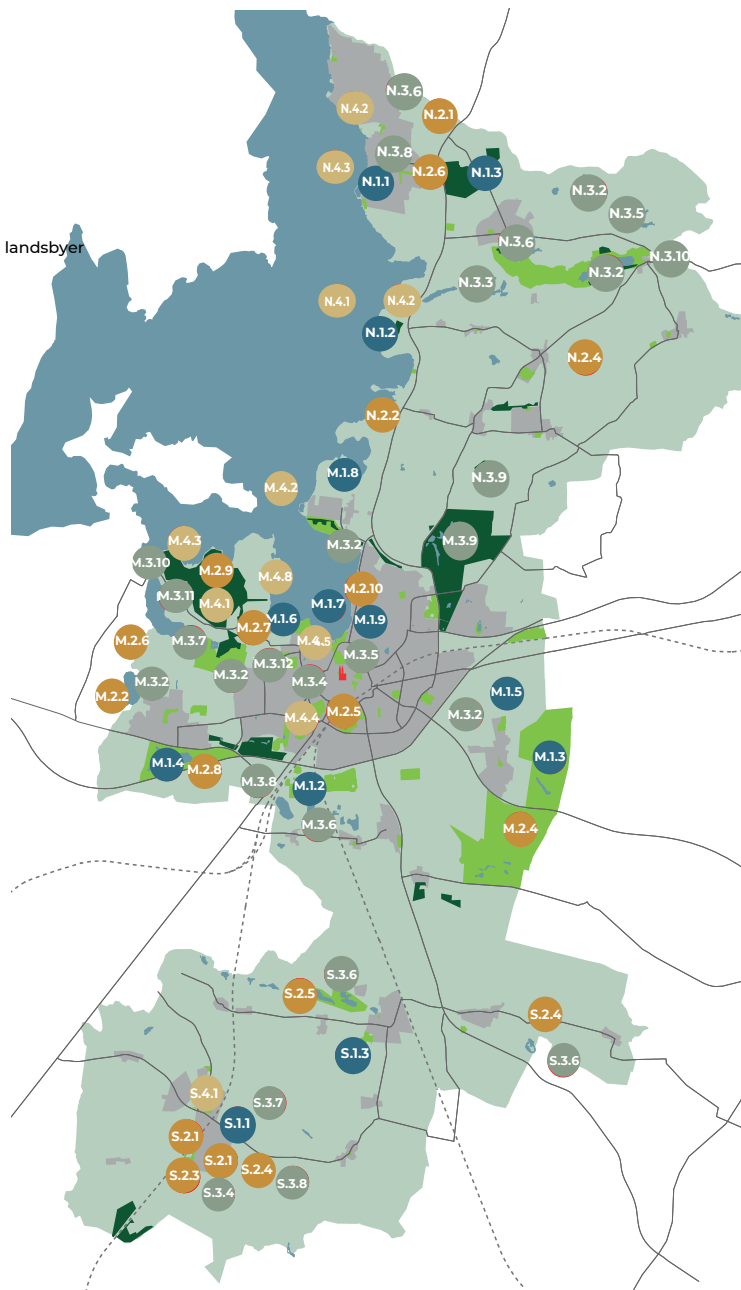 N.3.6
N.4.2
N.2.1
N.3.8
N.4.3
N.1.1
N.2.6
N.1.3
N.3.2
N.3.5
landsbyer
N.3.6
N.3.10
N.3.2
N.3.3
N.4.1
N.4.2
N.1.2
N.2.4
N.2.2
M.1.8
N.3.9
M.4.2
M.3.9
M.4.3
M.3.2
M.3.10
M.2.9
M.4.8
M.2.10
M.3.11
M.4.1
M.1.7
M.1.6
M.1.9
M.2.7
M.2.6
M.3.7
M.4.5
M.3.5
M.3.12
M.3.2
M.3.4
M.3.2
M.2.2
M.1.5
M.2.5
M.4.4
M.3.2
M.1.3
M.1.4
M.2.8
M.3.8
M.1.2
M.3.6
M.2.4
S.3.6
S.2.5
S.2.4
S.1.3
S.3.6
S.4.1
S.3.7
S.1.1
S.2.1
S.2.1
S.2.4
S.2.3
S.3.8
S.3.4